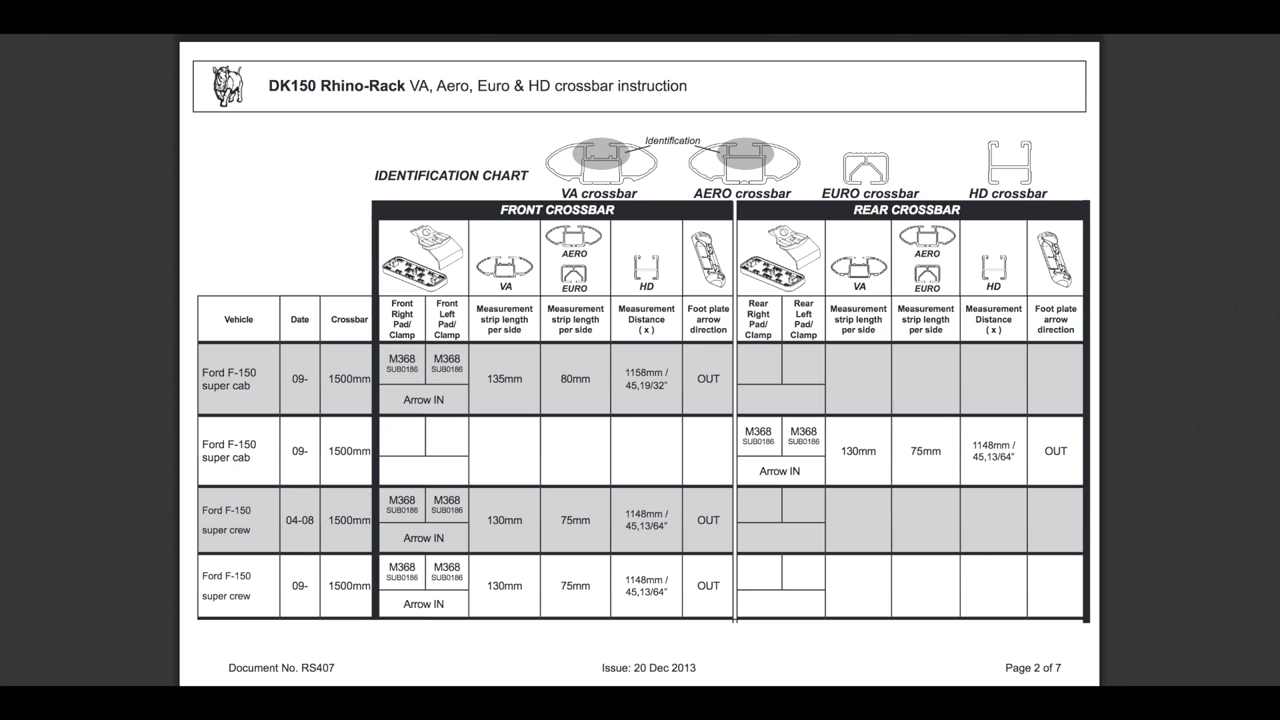 DK150 Rhino-Rack VA, Aero, Euro & HD crossbar instruction
Identification
IDENTIFICATION CHART
VA crossbar
AERO crossbar
EURO crossbar
HD crossbar
FRONT CROSSBAR
REAR CROSSBAR
VA
AERO
EURO
HD
VA
AERO
EURO
HD
Vehicle
Date
Crossbar
Front
Right
Pad/
Clamp
Front
Left
Pad/
Clamp
Measurement
strip length
per side
Measurement
strip length
per side
Measurement
Distance
( x )
Foot plate
arrow
direction
Rear
Right
Pad/
Clamp
Rear
Left
Pad/
Clamp
Measurement
strip length
per side
Measurement
strip length
per side
Measurement
Distance
( x )
Foot plate
arrow
direction
Ford F-150
super cab
09-
1500mm
M368
SUB0186
M368
SUB0186
Arrow IN
135mm
80mm
1158mm /
45,19/32"
OUT
Ford F-150
super cab
09-
1500mm
M368
SUB0186
M368
SUB0186
Arrow IN
130mm
75mm
1148mm /
45,13/64"
OUT
Ford F-150
super crew
04-08
1500mm
M368
SUB0186
M368
SUB0186
Arrow IN
130mm
75mm
1148mm /
45,13/64"
OUT
Ford F-150
super crew
09-
1500mm
M368
SUB0186
M368
SUB0186
Arrow IN
130mm
75mm
1148mm /
45,13/64"
OUT
Document No. RS407
Issue: 20 Dec 2013
Page 2 of 7